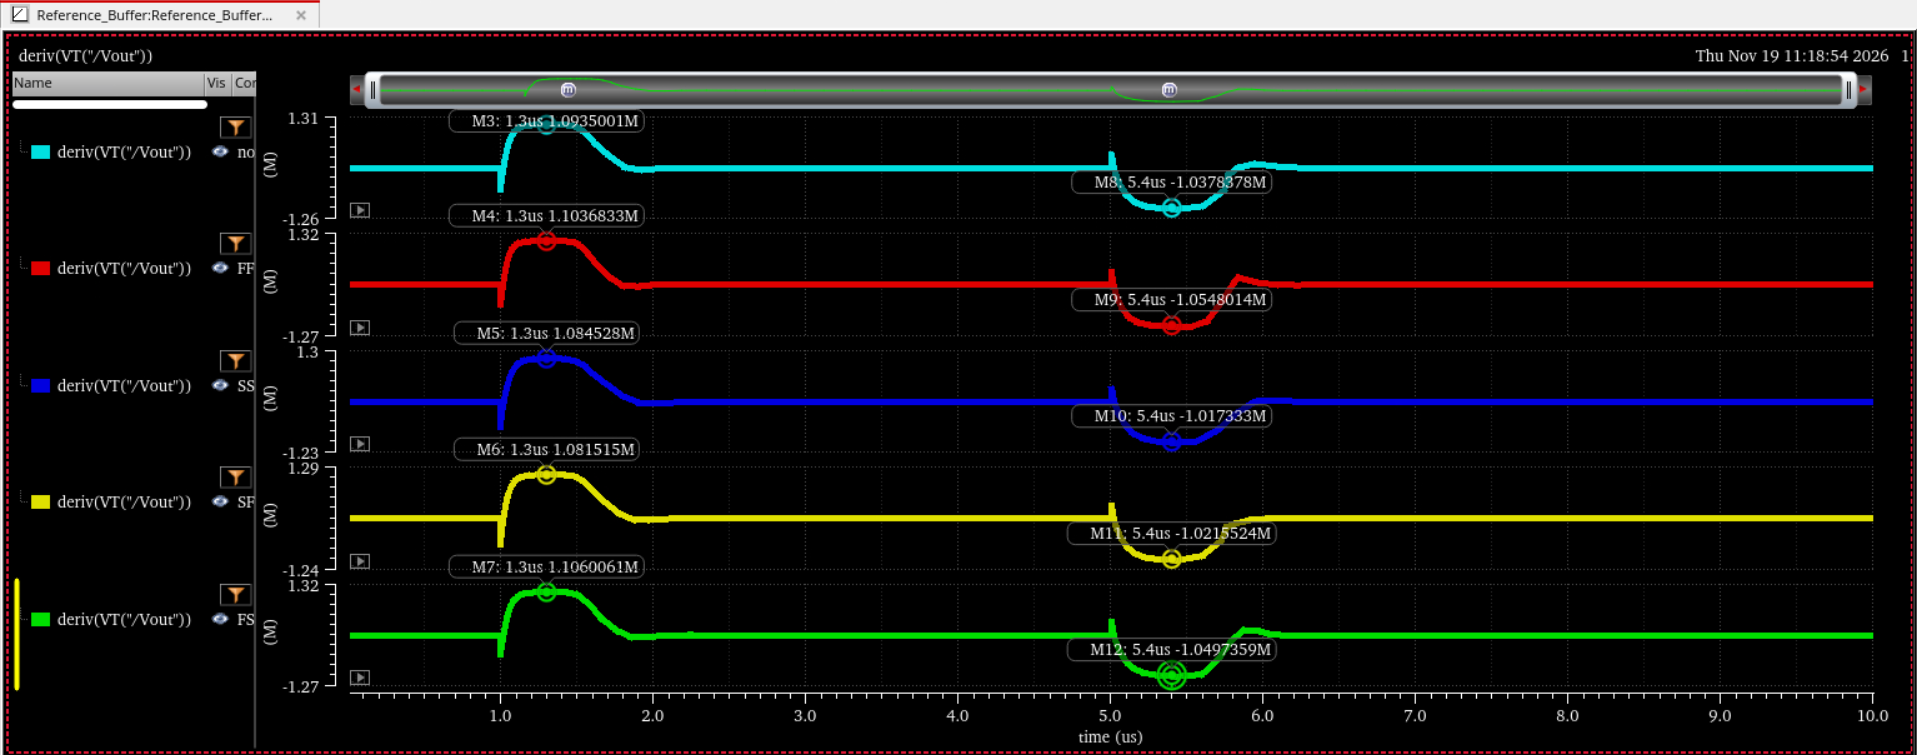 Reference_Buffer:Reference_Buffer... ×
deriv(VT("/Vout"))
Thu Nov 19 11:18:54 2026 1
Name Vis Cor
m m
deriv(VT("/Vout")) no
1.31
(M)
-1.26
M3: 1.3us 1.0935001M
M8: 5.4us -1.0378378M
deriv(VT("/Vout")) FF
1.32
(M)
-1.27
M4: 1.3us 1.1036833M
M9: 5.4us -1.0548014M
deriv(VT("/Vout")) SS
1.3
(M)
-1.23
M5: 1.3us 1.084528M
M10: 5.4us -1.017333M
deriv(VT("/Vout")) SF
1.29
(M)
-1.24
M6: 1.3us 1.081515M
M11: 5.4us -1.0215524M
deriv(VT("/Vout")) FS
1.32
(M)
-1.27
M7: 1.3us 1.1060061M
M12: 5.4us -1.0497359M
1.0 2.0 3.0 4.0 5.0 6.0 7.0 8.0 9.0 10.0
time (us)